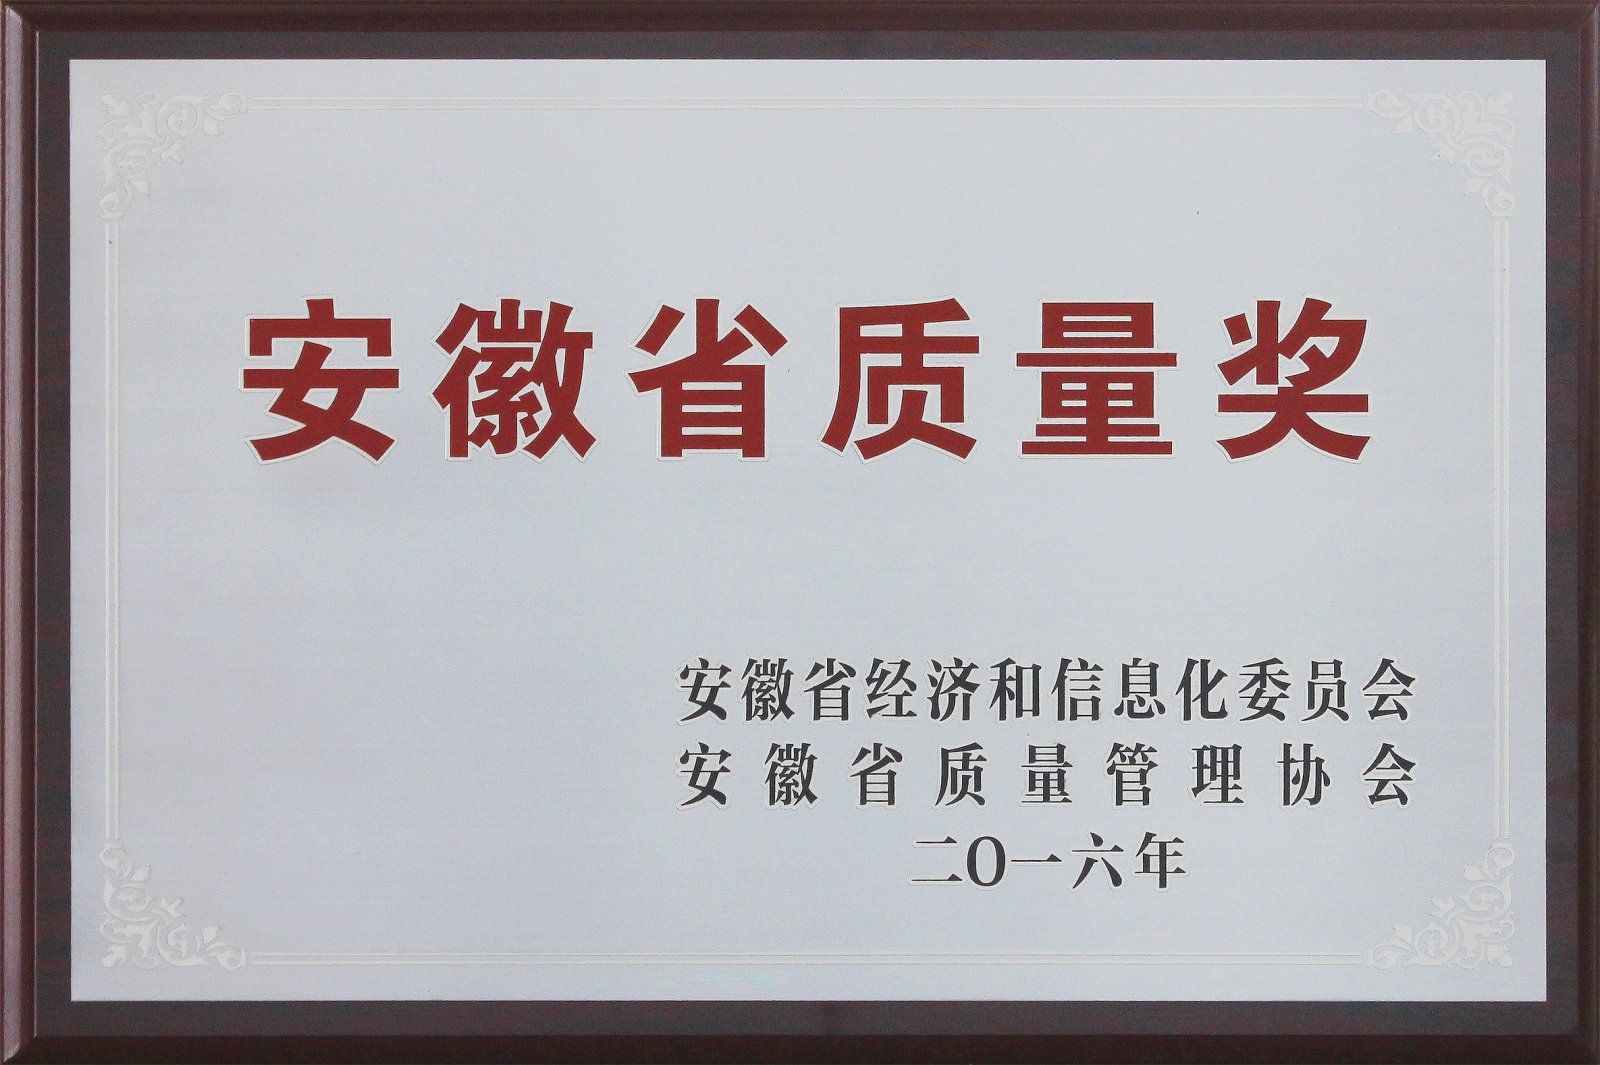 安徽省质量奖
安徽省经济和信息化委员会
安徽省质量管理协会
二〇一六年